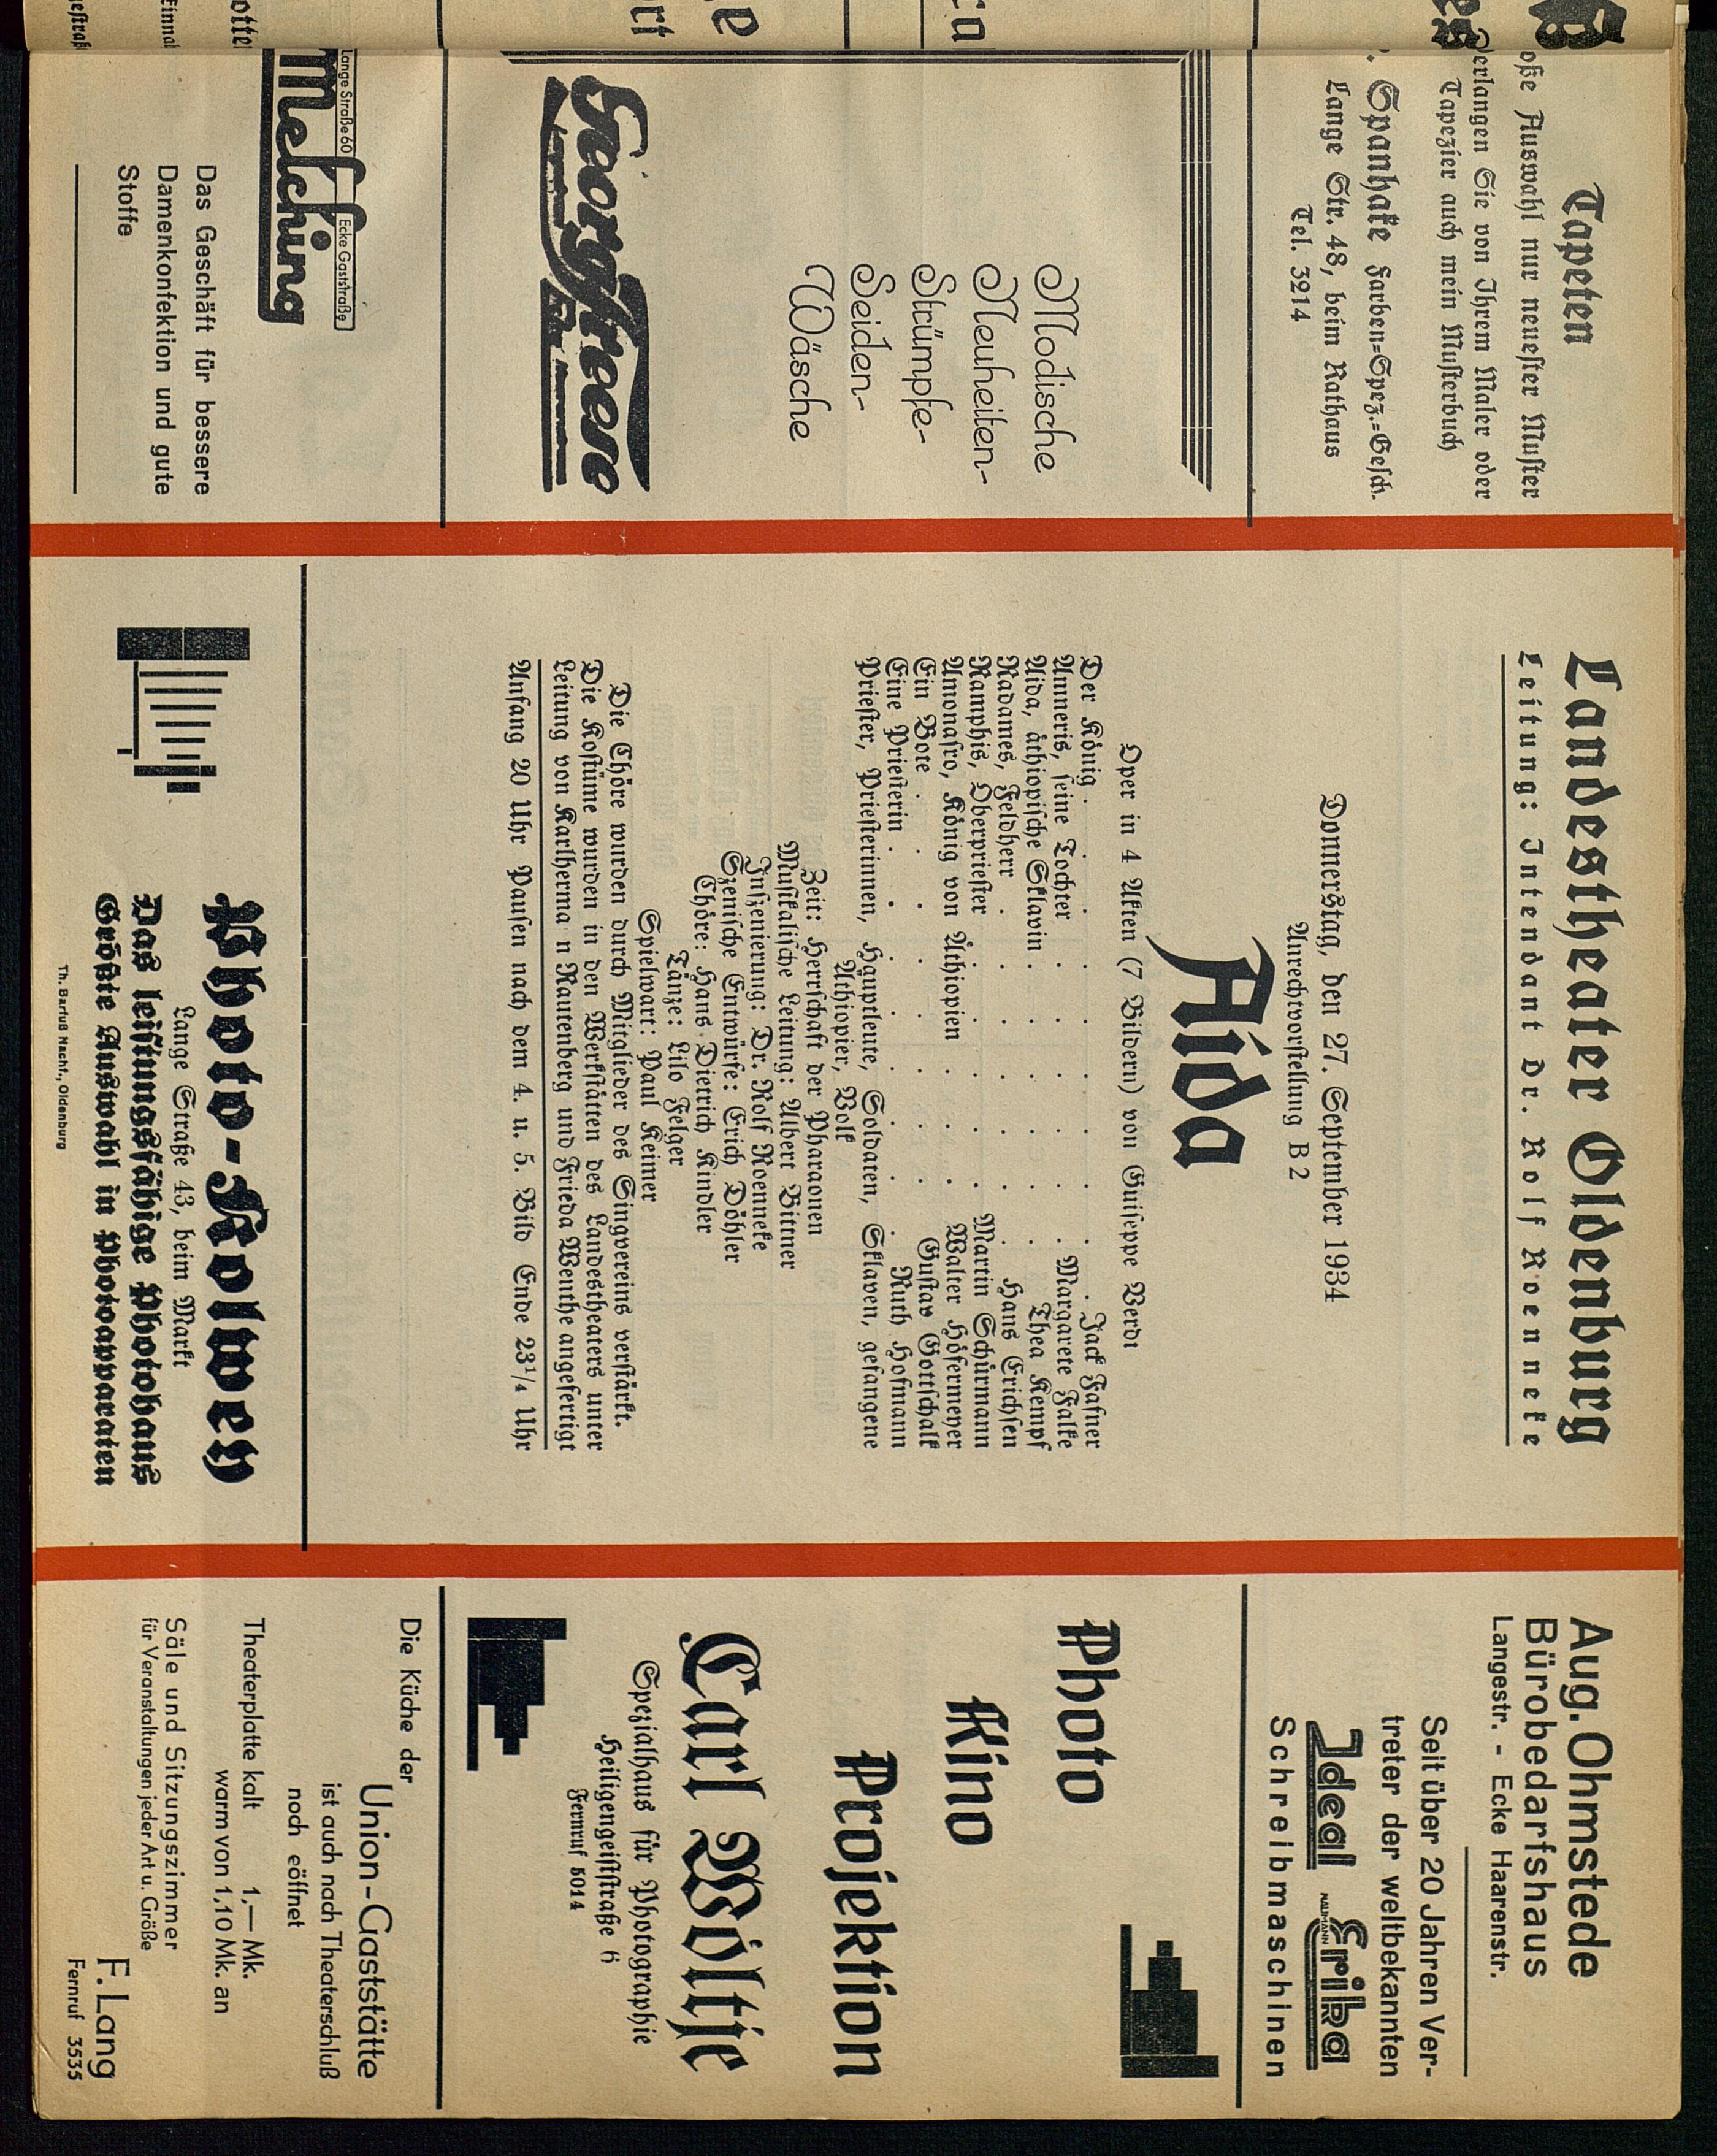 Tapeten
oße Auswahl nur neuester Muster
erlangen Sie von Ihrem Maler oder
Tapezier auch mein Musterbuch
Spanhake Farben=Spez.=Gesch.
Lange Str. 48, beim Rathaus
Tel. 3214
Modische
Neuheiten-
Strümpfe-
Seiden-
Wäsche
Georg Freese
Lange Straße 60
Ecke Gaststraße
Melching
Das Geschäft für bessere
Damenkonfektion und gute
Stoffe
Landestheater Oldenburg
Leitung: Intendant Dr. Rolf Roenneke
Donnerstag, den 27. September 1934
Anrechtvorstellung B 2
Aida
Oper in 4 Akten (7 Bildern) von Guiseppe Verdi
Der König . . . . . . . Jack Fafner
Amneris, seine Tochter . . . . . . Margarete Falke
Aida, äthiopische Sklavin . . . . . Thea Kempf
Radames, Feldherr . . . . . . Hans Erichsen
Ramphis, Oberpriester . . . . . Martin Schürmann
Amonasro, König von Äthiopien . . . . Walter Höfermeyer
Ein Bote . . . . . . . Gustav Gottschalk
Eine Priesterin . . . . . . . Ruth Hofmann
Priester, Priesterinnen, Hauptleute, Soldaten, Sklaven, gefangene
Äthiopier, Volk
Zeit: Herrschaft der Pharaonen
Musikalische Leitung: Albert Bittner
Inszenierung: Dr. Rolf Roenneke
Szenische Entwürfe: Erich Döhler
Chöre: Hans Dietrich Kindler
Tänze: Lilo Felger
Spielwart: Paul Keimer
Die Chöre wurden durch Mitglieder des Singvereins verstärkt.
Die Kostüme wurden in den Werkstätten des Landestheaters unter
Leitung von Karlherma n Rautenberg und Frieda Wenthe angefertigt
Anfang 20 Uhr Pausen nach dem 4. u. 5. Bild Ende 23¼ Uhr
Photo-Kolwey
Lange Straße 43, beim Markt
Das leistungsfähige Photohaus
Größte Auswahl in Photoapparaten
Th. Barfuß Nachf., Oldenburg
Aug. Ohmstede
Bürobedarfshaus
Langestr. - Ecke Haarenstr.
Seit über 20 Jahren Ver-
treter der weltbekannten
Ideal NAUMANN Erika
Schreibmaschinen
Photo
Kino
Projektion
Carl Wöltje
Spezialhaus für Photographie
Heiligengeiststraße 6
Fernruf 5014
Die Küche der
Union-Gaststätte
ist auch nach Theaterschluß
noch eöffnet
Theaterplatte kalt 1,— Mk.
warm von 1,10 Mk. an
Säle und Sitzungszimmer
für Veranstaltungen jeder Art u. Größe
F. Lang
Fernruf 3535